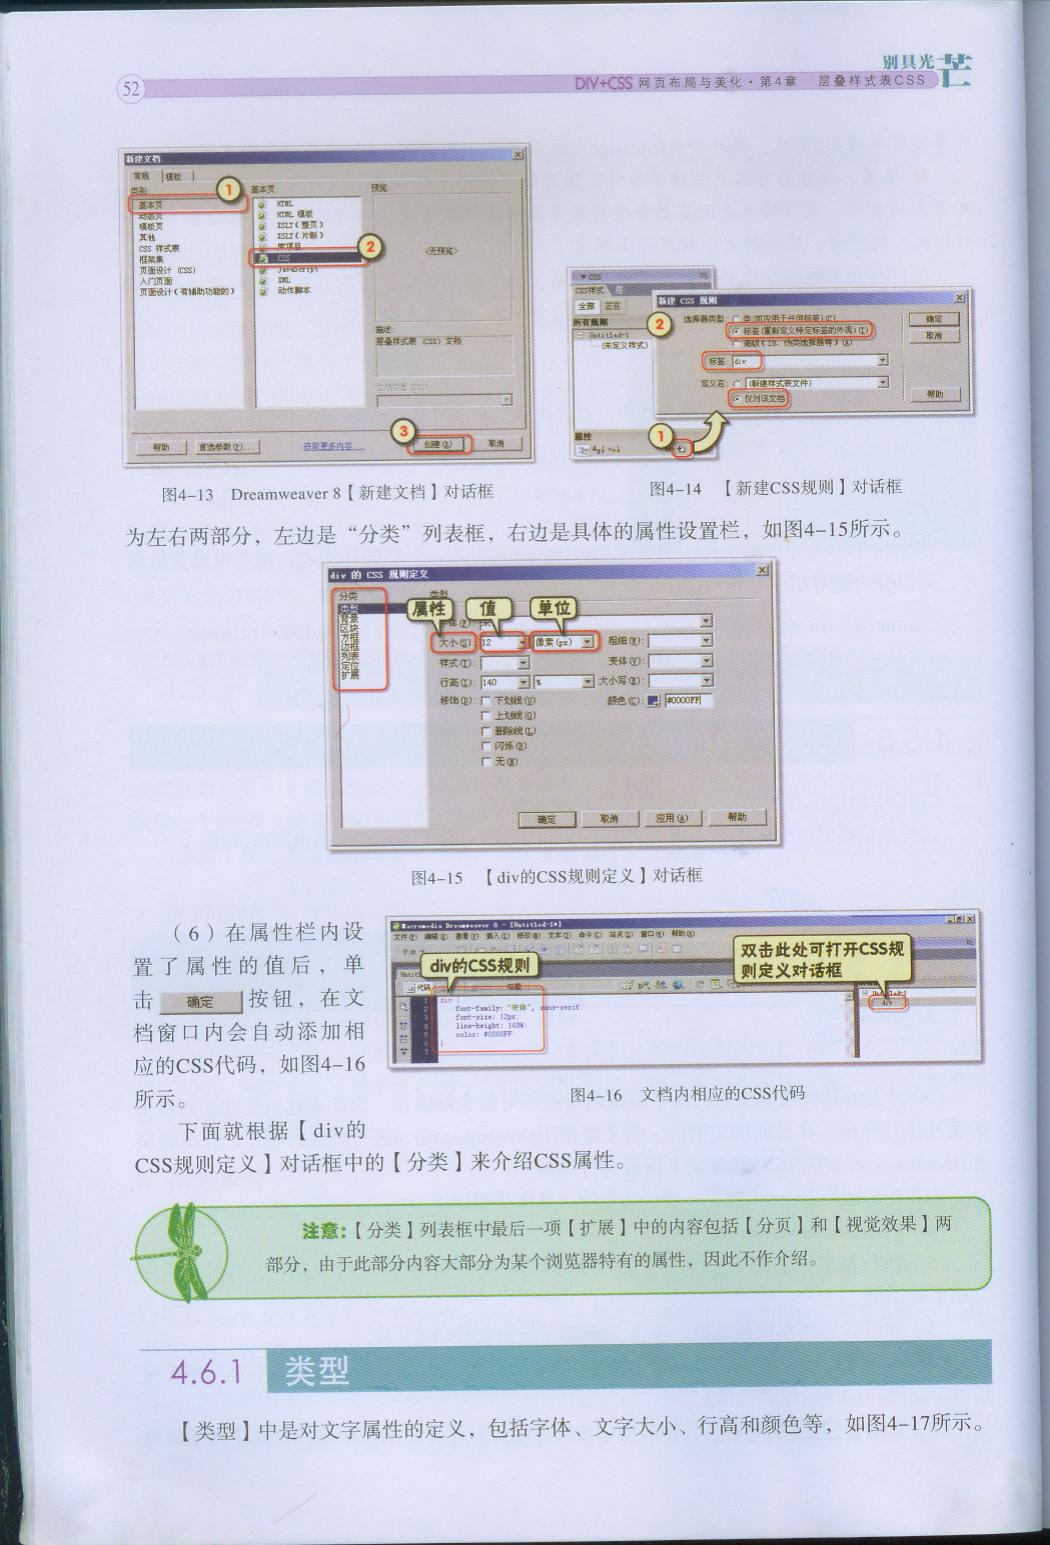 别具光芒
52
DIV+CSS 网页布局与美化·第4章 层叠样式表CSS
新建文档
常规 模板
类别: 基本页 预览:
1
基本页
动态页
模板页
其他
CSS 样式表
框架集
页面设计 (CSS)
入门页面
页面设计(有辅助功能的)
HTML
HTML 模板
XSLT(整页)
XSLT(片断)
库项目
CSS
JavaScript
XML
动作脚本
2
<无预览>
描述:
层叠样式表 (CSS) 文档
3
帮助 首选参数(P)... 获取更多内容... 创建(R) 取消
CSS
CSS样式
全部 正在
所有规则
Untitled-1
(未定义样式)
属性
1
新建 CSS 规则
2
选择器类型: 类(可应用于任何标签)(C)
标签(重新定义特定标签的外观)(T)
高级(ID、伪类选择器等)(A)
标签: div
定义在: (新建样式表文件)
仅对该文档
确定
取消
帮助
图4-13 Dreamweaver 8【新建文档】对话框
图4-14 【新建CSS规则】对话框
为左右两部分，左边是“分类”列表框，右边是具体的属性设置栏，如图4-15所示。
div 的 CSS 规则定义
分类 类型
类型
背景
区块
方框
边框
列表
定位
扩展
属性 值 单位
大小(S): 12 像素(px) 粗细(W):
样式(T): 变体(V):
行高(I): 140 % 大小写(R):
修饰(D): 下划线(U) 颜色(C): #0000FF
上划线(O)
删除线(L)
闪烁(B)
无(N)
确定 取消 应用(A) 帮助
图4-15 【div的CSS规则定义】对话框
（6）在属性栏内设
置了属性的值后，单
击 确定 按钮，在文
档窗口内会自动添加相
应的CSS代码，如图4-16
所示。
Macromedia Dreamweaver 8 - [Untitled-1*]
文件(F) 编辑(E) 查看(V) 插入(I) 修改(M) 文本(T) 命令(C) 站点(S) 窗口(W) 帮助(H)
div的CSS规则
双击此处可打开CSS规
则定义对话框
代码
div {
font-family: "宋体", sans-serif;
font-size: 12px;
line-height: 140%;
color: #0000FF;
}
Untitled-1
div
图4-16 文档内相应的CSS代码
下面就根据【div的
CSS规则定义】对话框中的【分类】来介绍CSS属性。
注意:【分类】列表框中最后一项【扩展】中的内容包括【分页】和【视觉效果】两
部分，由于此部分内容大部分为某个浏览器特有的属性，因此不作介绍。
4.6.1 类型
【类型】中是对文字属性的定义，包括字体、文字大小、行高和颜色等，如图4-17所示。